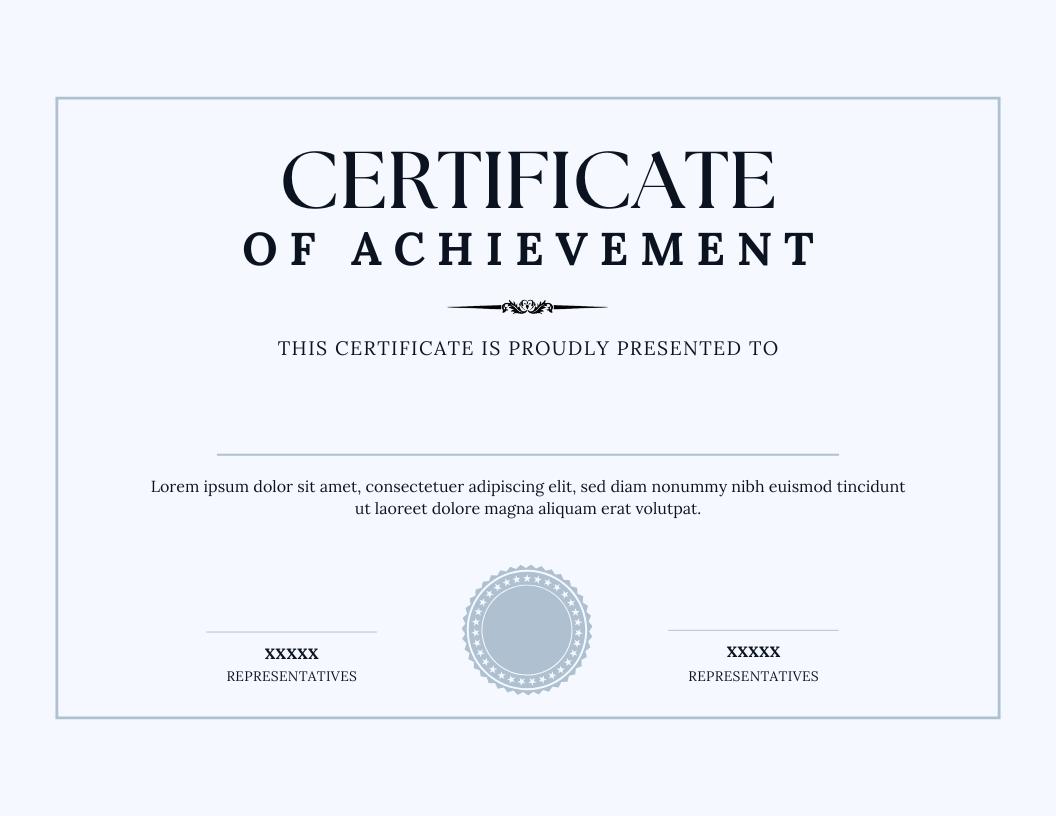 CERTIFICATE
OF ACHIEVEMENT
THIS CERTIFICATE IS PROUDLY PRESENTED TO
Lorem ipsum dolor sit amet, consectetuer adipiscing elit, sed diam nonummy nibh euismod tincidunt
ut laoreet dolore magna aliquam erat volutpat.
XXXXX
REPRESENTATIVES
XXXXX
REPRESENTATIVES